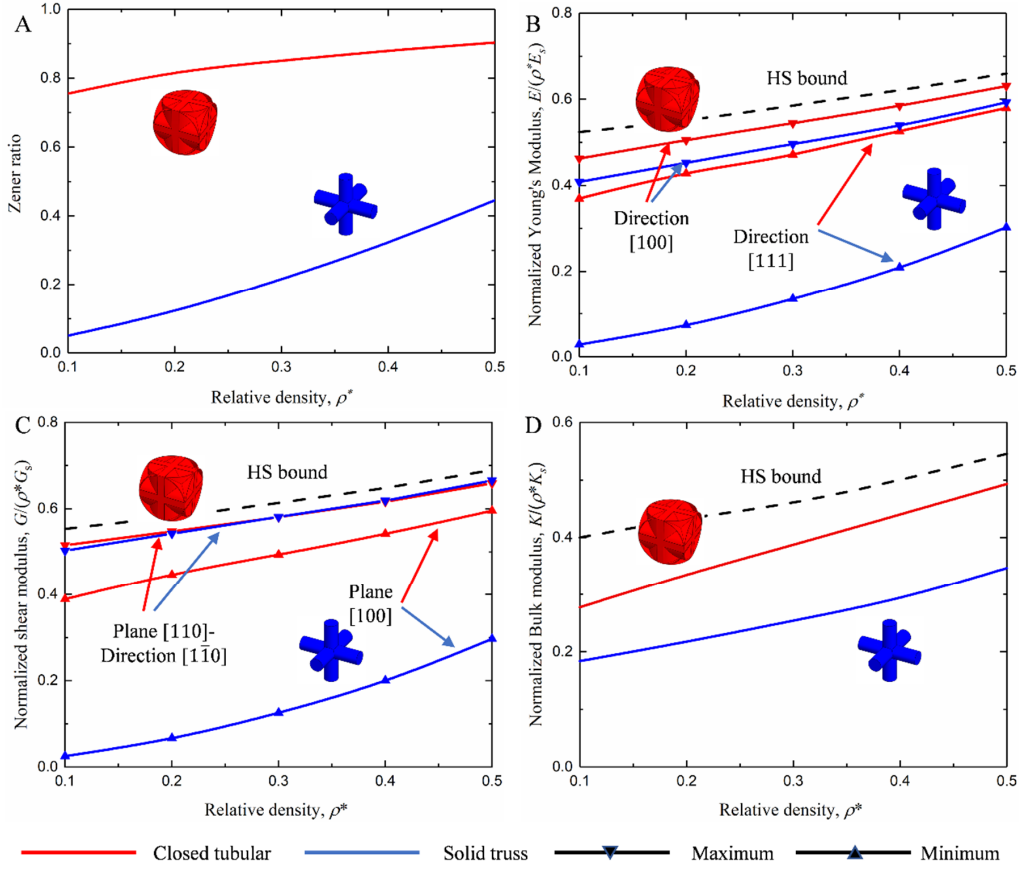 A
Zener ratio
1.0
0.8
0.6
0.4
0.2
0.0
0.1
0.2
0.3
0.4
0.5
Relative density, ρ*
B
Normalized Young's Modulus, E/(ρ*Es)
0.8
0.6
0.4
0.2
0.0
HS bound
Direction
[100]
Direction
[111]
0.1
0.2
0.3
0.4
0.5
Relative density, ρ*
C
Normalized shear modulus, G/(ρ*Gs)
0.8
0.6
0.4
0.2
0.0
HS bound
Plane [110]-
Direction [11̄0]
Plane
[100]
0.1
0.2
0.3
0.4
0.5
Relative density, ρ*
D
Normalized Bulk modulus, K/(ρ*Ks)
0.6
0.4
0.2
0.0
HS bound
0.1
0.2
0.3
0.4
0.5
Relative density, ρ*
Closed tubular
Solid truss
Maximum
Minimum